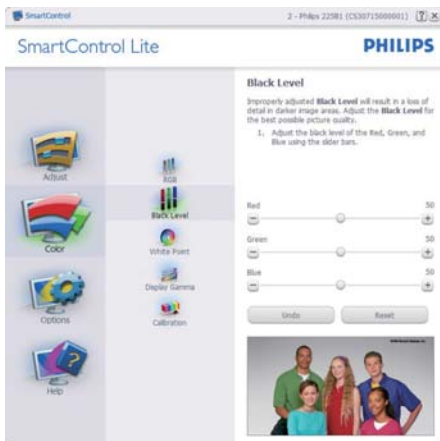 SmartControl
2 - Philips 225B1 (CS30715000001)
SmartControl Lite
PHILIPS
Adjust
Color
Options
Help
RGB
Black Level
White Point
Display Gamma
Calibration
Black Level
Improperly adjusted Black Level will result in a loss of
detail in darker image areas. Adjust the Black Level for
the best possible picture quality.
1. Adjust the black level of the Red, Green, and
Blue using the slider bars.
Red 50
Green 50
Blue 50
Undo Reset